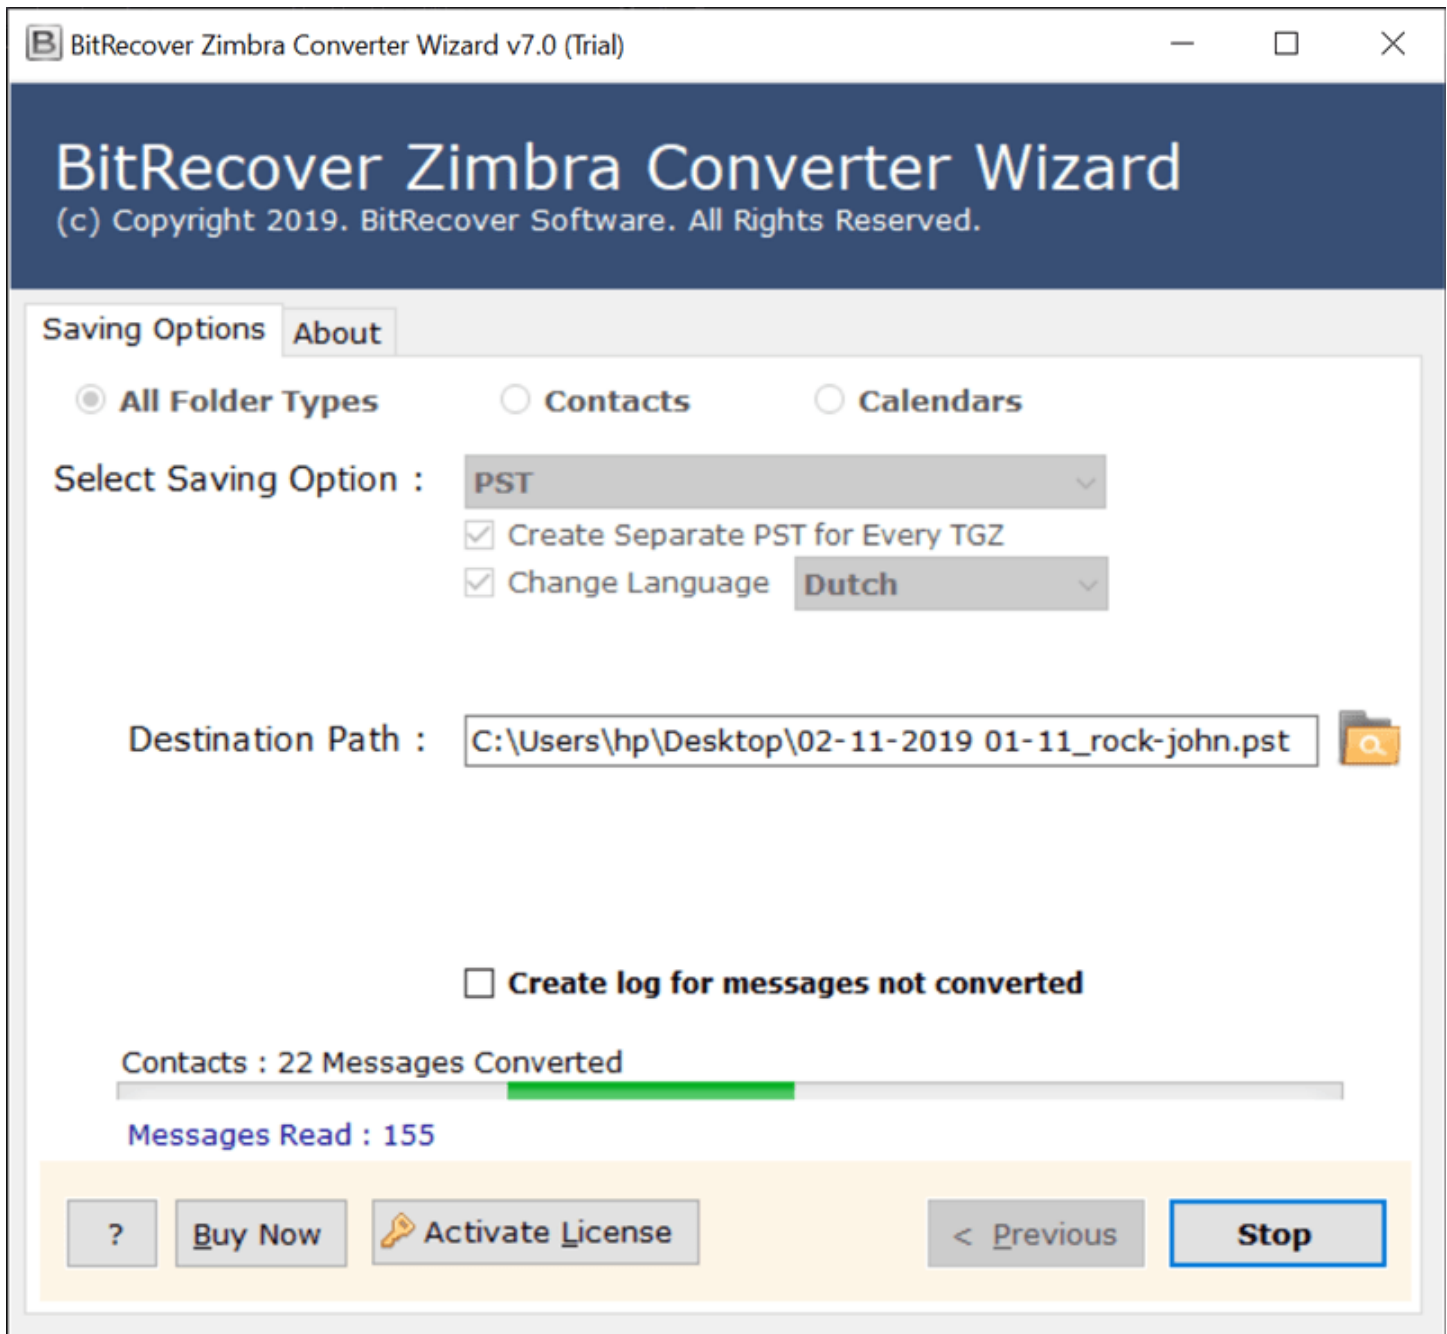 B BitRecover Zimbra Converter Wizard v7.0 (Trial)
BitRecover Zimbra Converter Wizard
(c) Copyright 2019. BitRecover Software. All Rights Reserved.
Saving Options About
All Folder Types Contacts Calendars
Select Saving Option : PST
Create Separate PST for Every TGZ
Change Language Dutch
Destination Path : C:\Users\hp\Desktop\02-11-2019 01-11_rock-john.pst
Create log for messages not converted
Contacts : 22 Messages Converted
Messages Read : 155
? Buy Now Activate License < Previous Stop